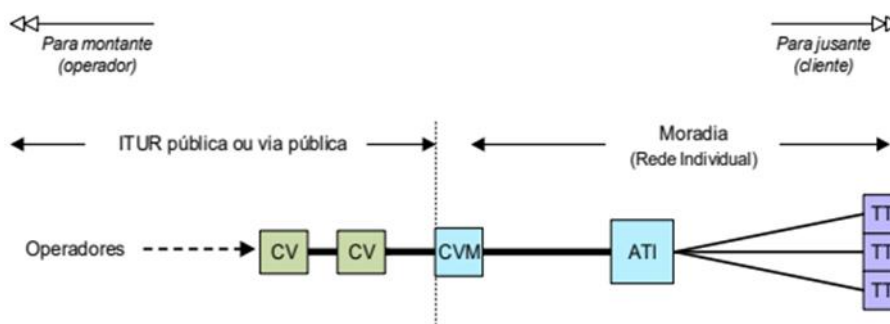 Para montante
(operador)
Para jusante
(cliente)
ITUR pública ou via pública
Moradia
(Rede Individual)
Operadores
CV
CV
CVM
ATI
TT
TT
TT